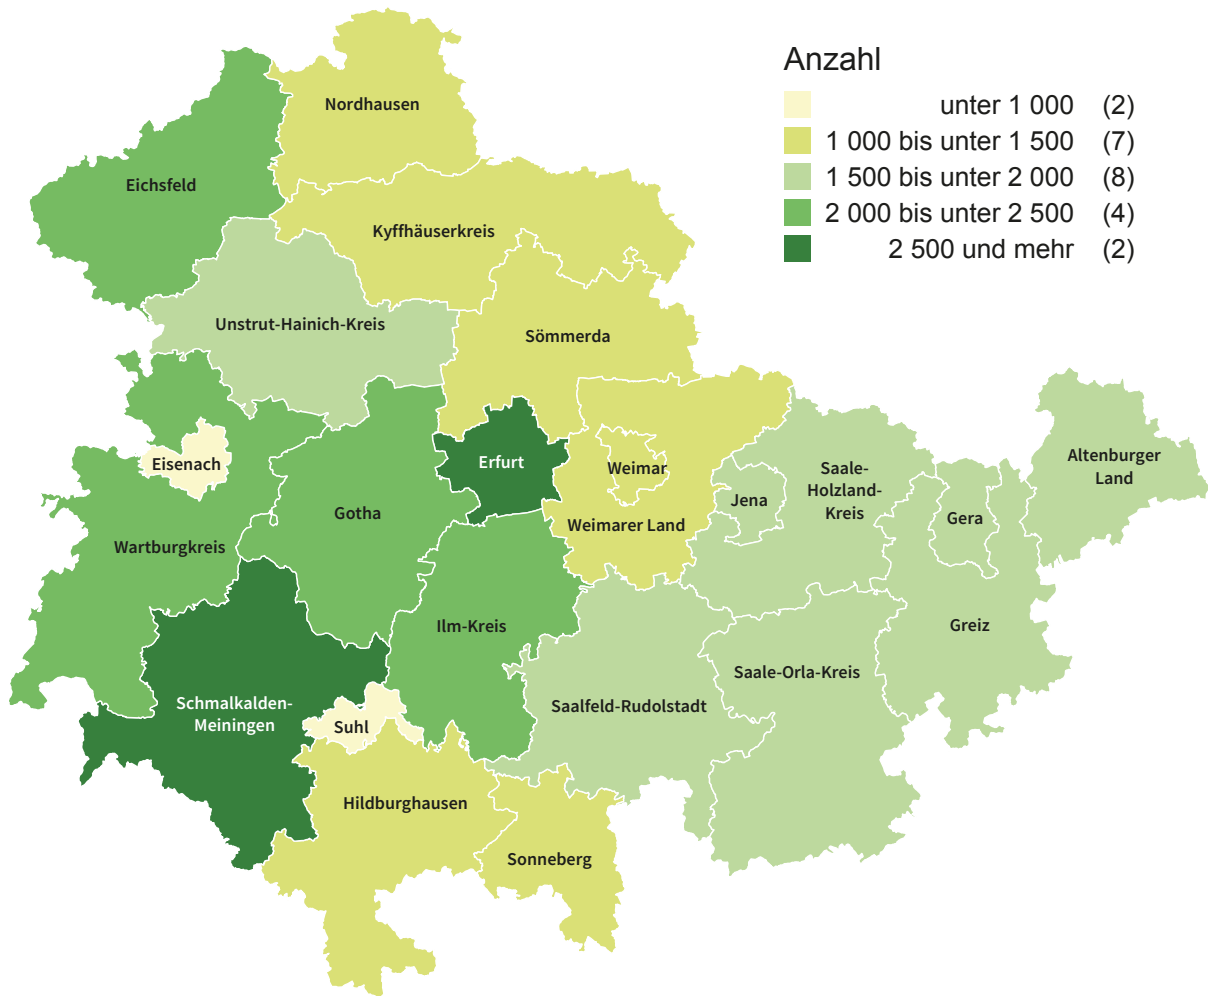 Anzahl
unter 1 000 (2)
1 000 bis unter 1 500 (7)
1 500 bis unter 2 000 (8)
2 000 bis unter 2 500 (4)
2 500 und mehr (2)
Nordhausen
Eichsfeld
Kyffhäuserkreis
Unstrut-Hainich-Kreis
Sömmerda
Eisenach
Erfurt
Weimar
Saale-
Holzland-
Kreis
Altenburger
Land
Jena
Gotha
Weimarer Land
Gera
Wartburgkreis
Ilm-Kreis
Greiz
Saale-Orla-Kreis
Schmalkalden-
Meiningen
Saalfeld-Rudolstadt
Suhl
Hildburghausen
Sonneberg